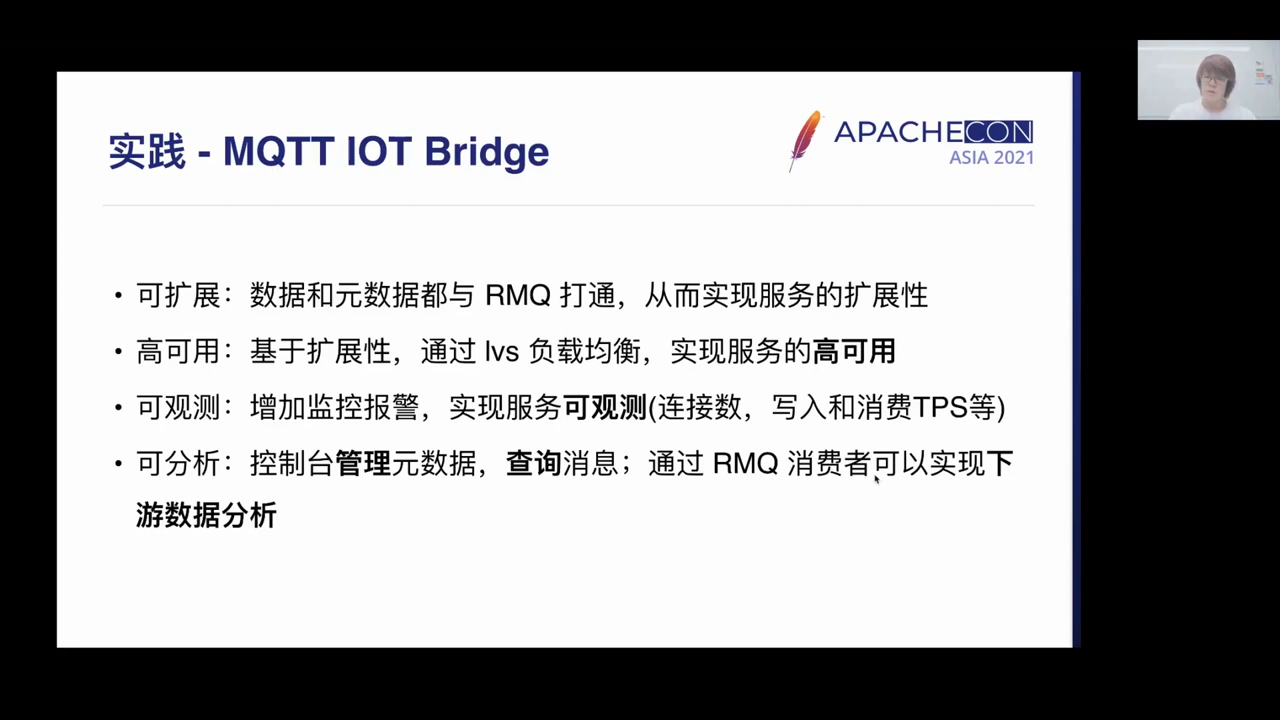 实践 - MQTT IOT Bridge
APACHECON
ASIA 2021
• 可扩展：数据和元数据都与 RMQ 打通，从而实现服务的扩展性
• 高可用：基于扩展性，通过 lvs 负载均衡，实现服务的高可用
• 可观测：增加监控报警，实现服务可观测(连接数，写入和消费TPS等)
• 可分析：控制台管理元数据，查询消息；通过 RMQ 消费者可以实现下
游数据分析